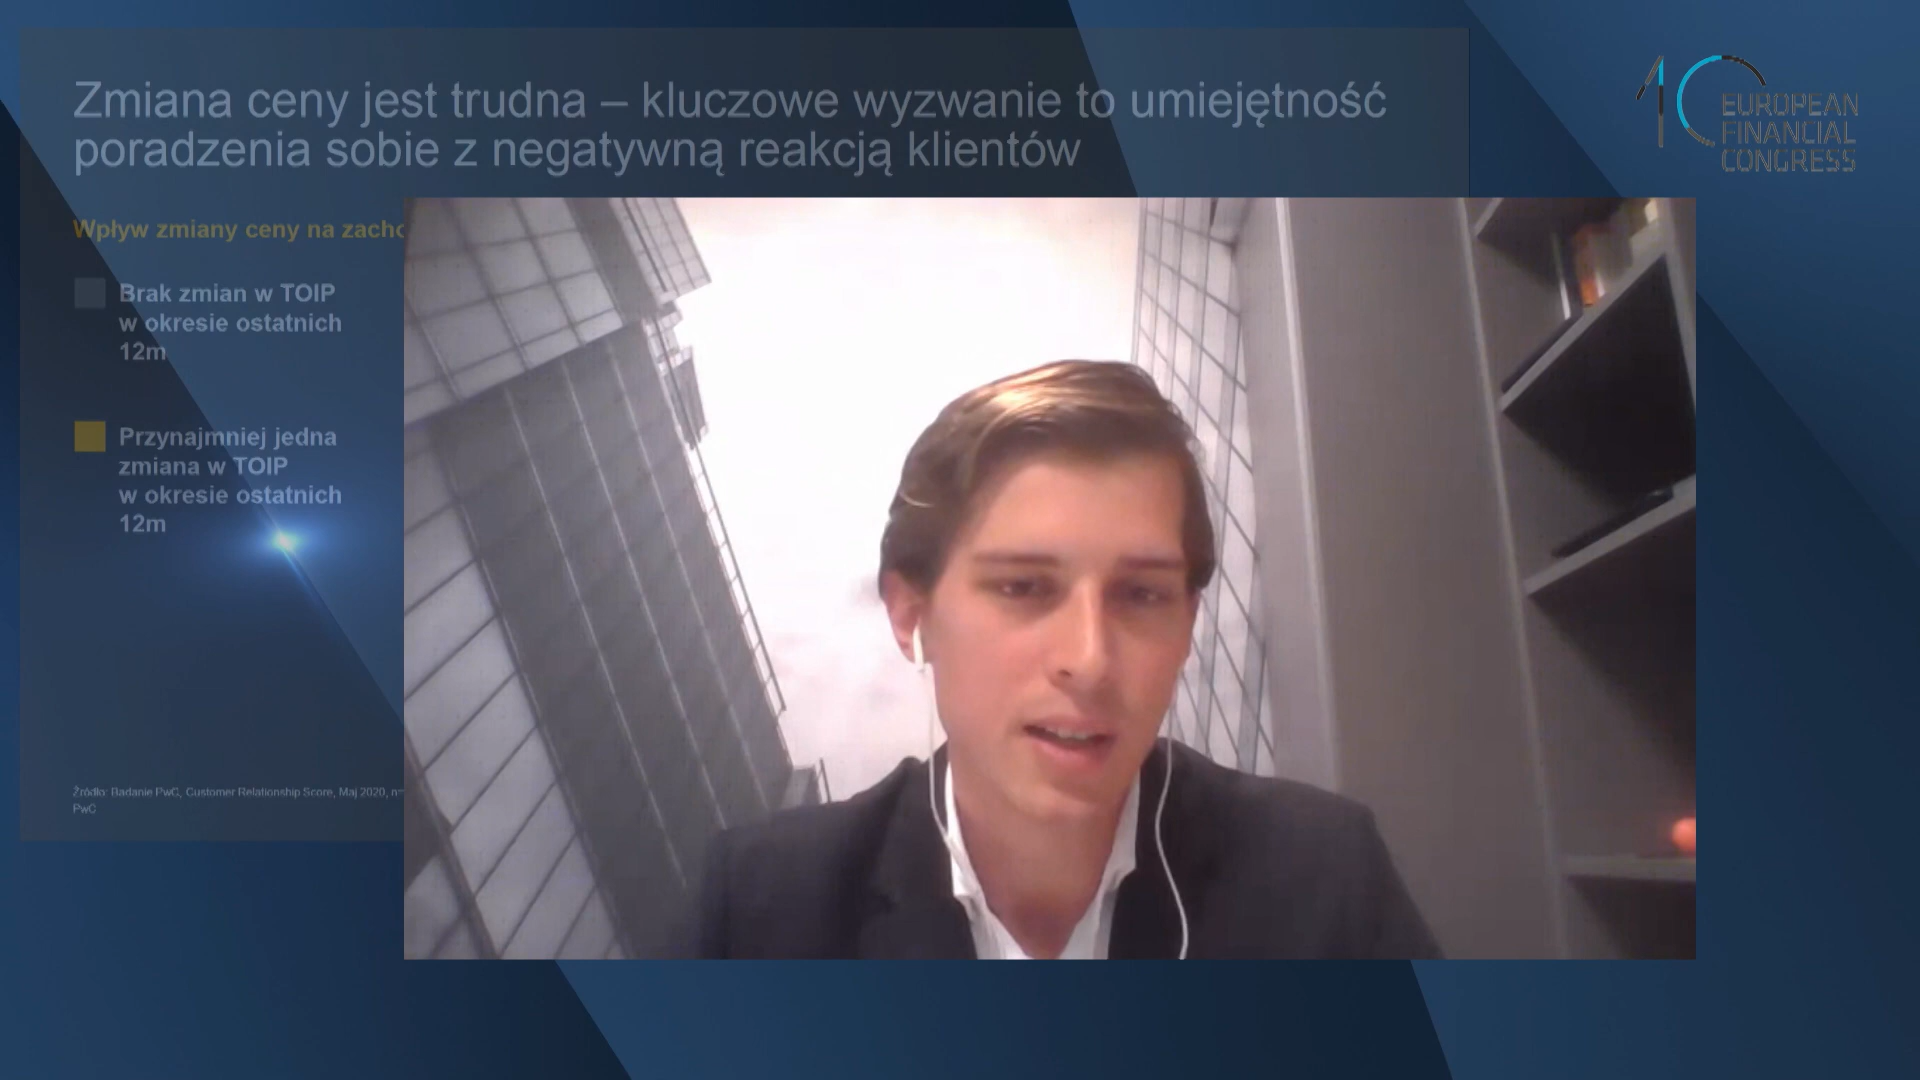 Zmiana ceny jest trudna – kluczowe wyzwanie to umiejętność
poradzenia sobie z negatywną reakcją klientów
Wpływ zmiany ceny na zacho
Brak zmian w TOIP
w okresie ostatnich
12m
Przynajmniej jedna
zmiana w TOIP
w okresie ostatnich
12m
Źródło: Badanie PwC, Customer Relationship Score, Maj 2020, n=
PwC
10
EUROPEAN
FINANCIAL
CONGRESS